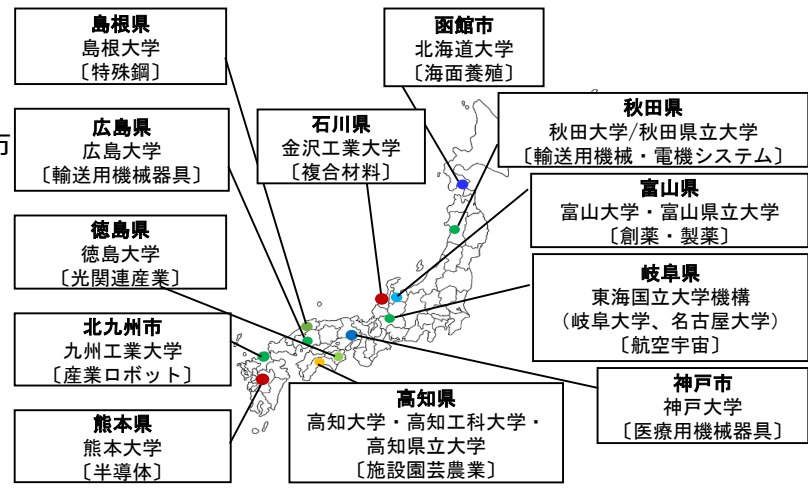 島根県
島根大学
〔特殊鋼〕
函館市
北海道大学
〔海面養殖〕
市
広島県
広島大学
〔輸送用機械器具〕
石川県
金沢工業大学
〔複合材料〕
秋田県
秋田大学/秋田県立大学
〔輸送用機械・電機システム〕
富山県
富山大学・富山県立大学
〔創薬・製薬〕
徳島県
徳島大学
〔光関連産業〕
岐阜県
東海国立大学機構
（岐阜大学、名古屋大学）
〔航空宇宙〕
北九州市
九州工業大学
〔産業ロボット〕
神戸市
神戸大学
〔医療用機械器具〕
高知県
高知大学・高知工科大学・
高知県立大学
〔施設園芸農業〕
熊本県
熊本大学
〔半導体〕